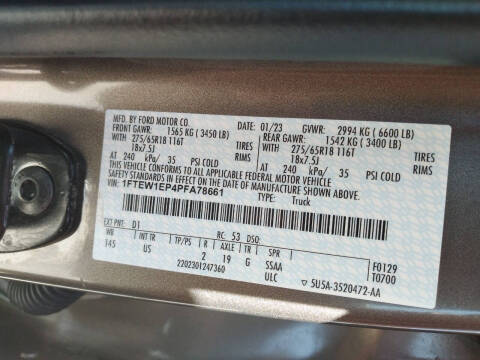 MFD. BY FORD MOTOR CO.
DATE: 01/23 GVWR: 2994 KG ( 6600 LB)
FRONT GAWR: 1565 KG ( 3450 LB) REAR GAWR: 1542 KG ( 3400 LB)
WITH 275/65R18 116T WITH 275/65R18 116T
18x7.5J 18x7.5J
AT 240 kPa/ 35 PSI COLD RIMS AT 240 kPa/ 35 PSI COLD
THIS VEHICLE CONFORMS TO ALL APPLICABLE FEDERAL MOTOR VEHICLE
SAFETY STANDARDS IN EFFECT ON THE DATE OF MANUFACTURE SHOWN ABOVE.
VIN: 1FTEW1EP4PFA78661 TYPE: Truck
EXT PNT: D1 RC: 53 DSO: F0129
WB INT TR TP/PS R AXLE TR SPR T0700
145 US 2 19 G SSAA
2202301247360 ULC 5U5A-3520472-AA